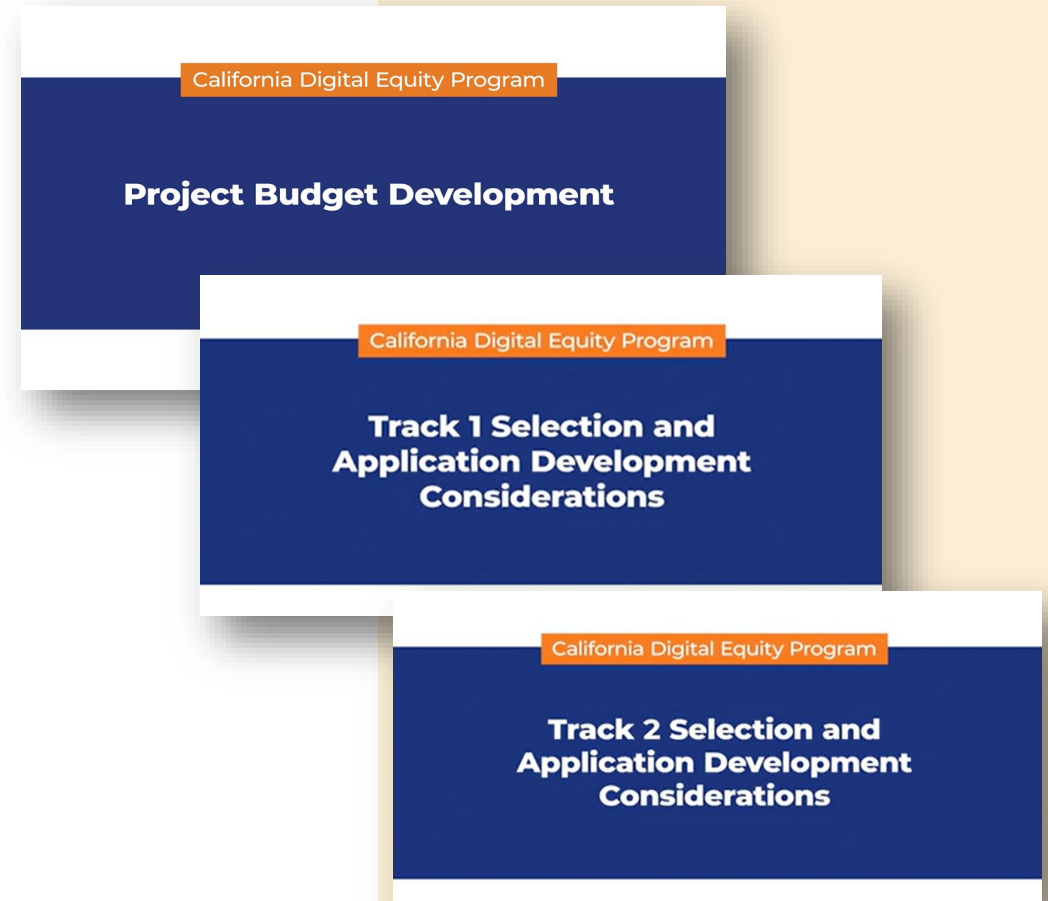 California Digital Equity Program
Project Budget Development
California Digital Equity Program
Track 1 Selection and
Application Development
Considerations
California Digital Equity Program
Track 2 Selection and
Application Development
Considerations